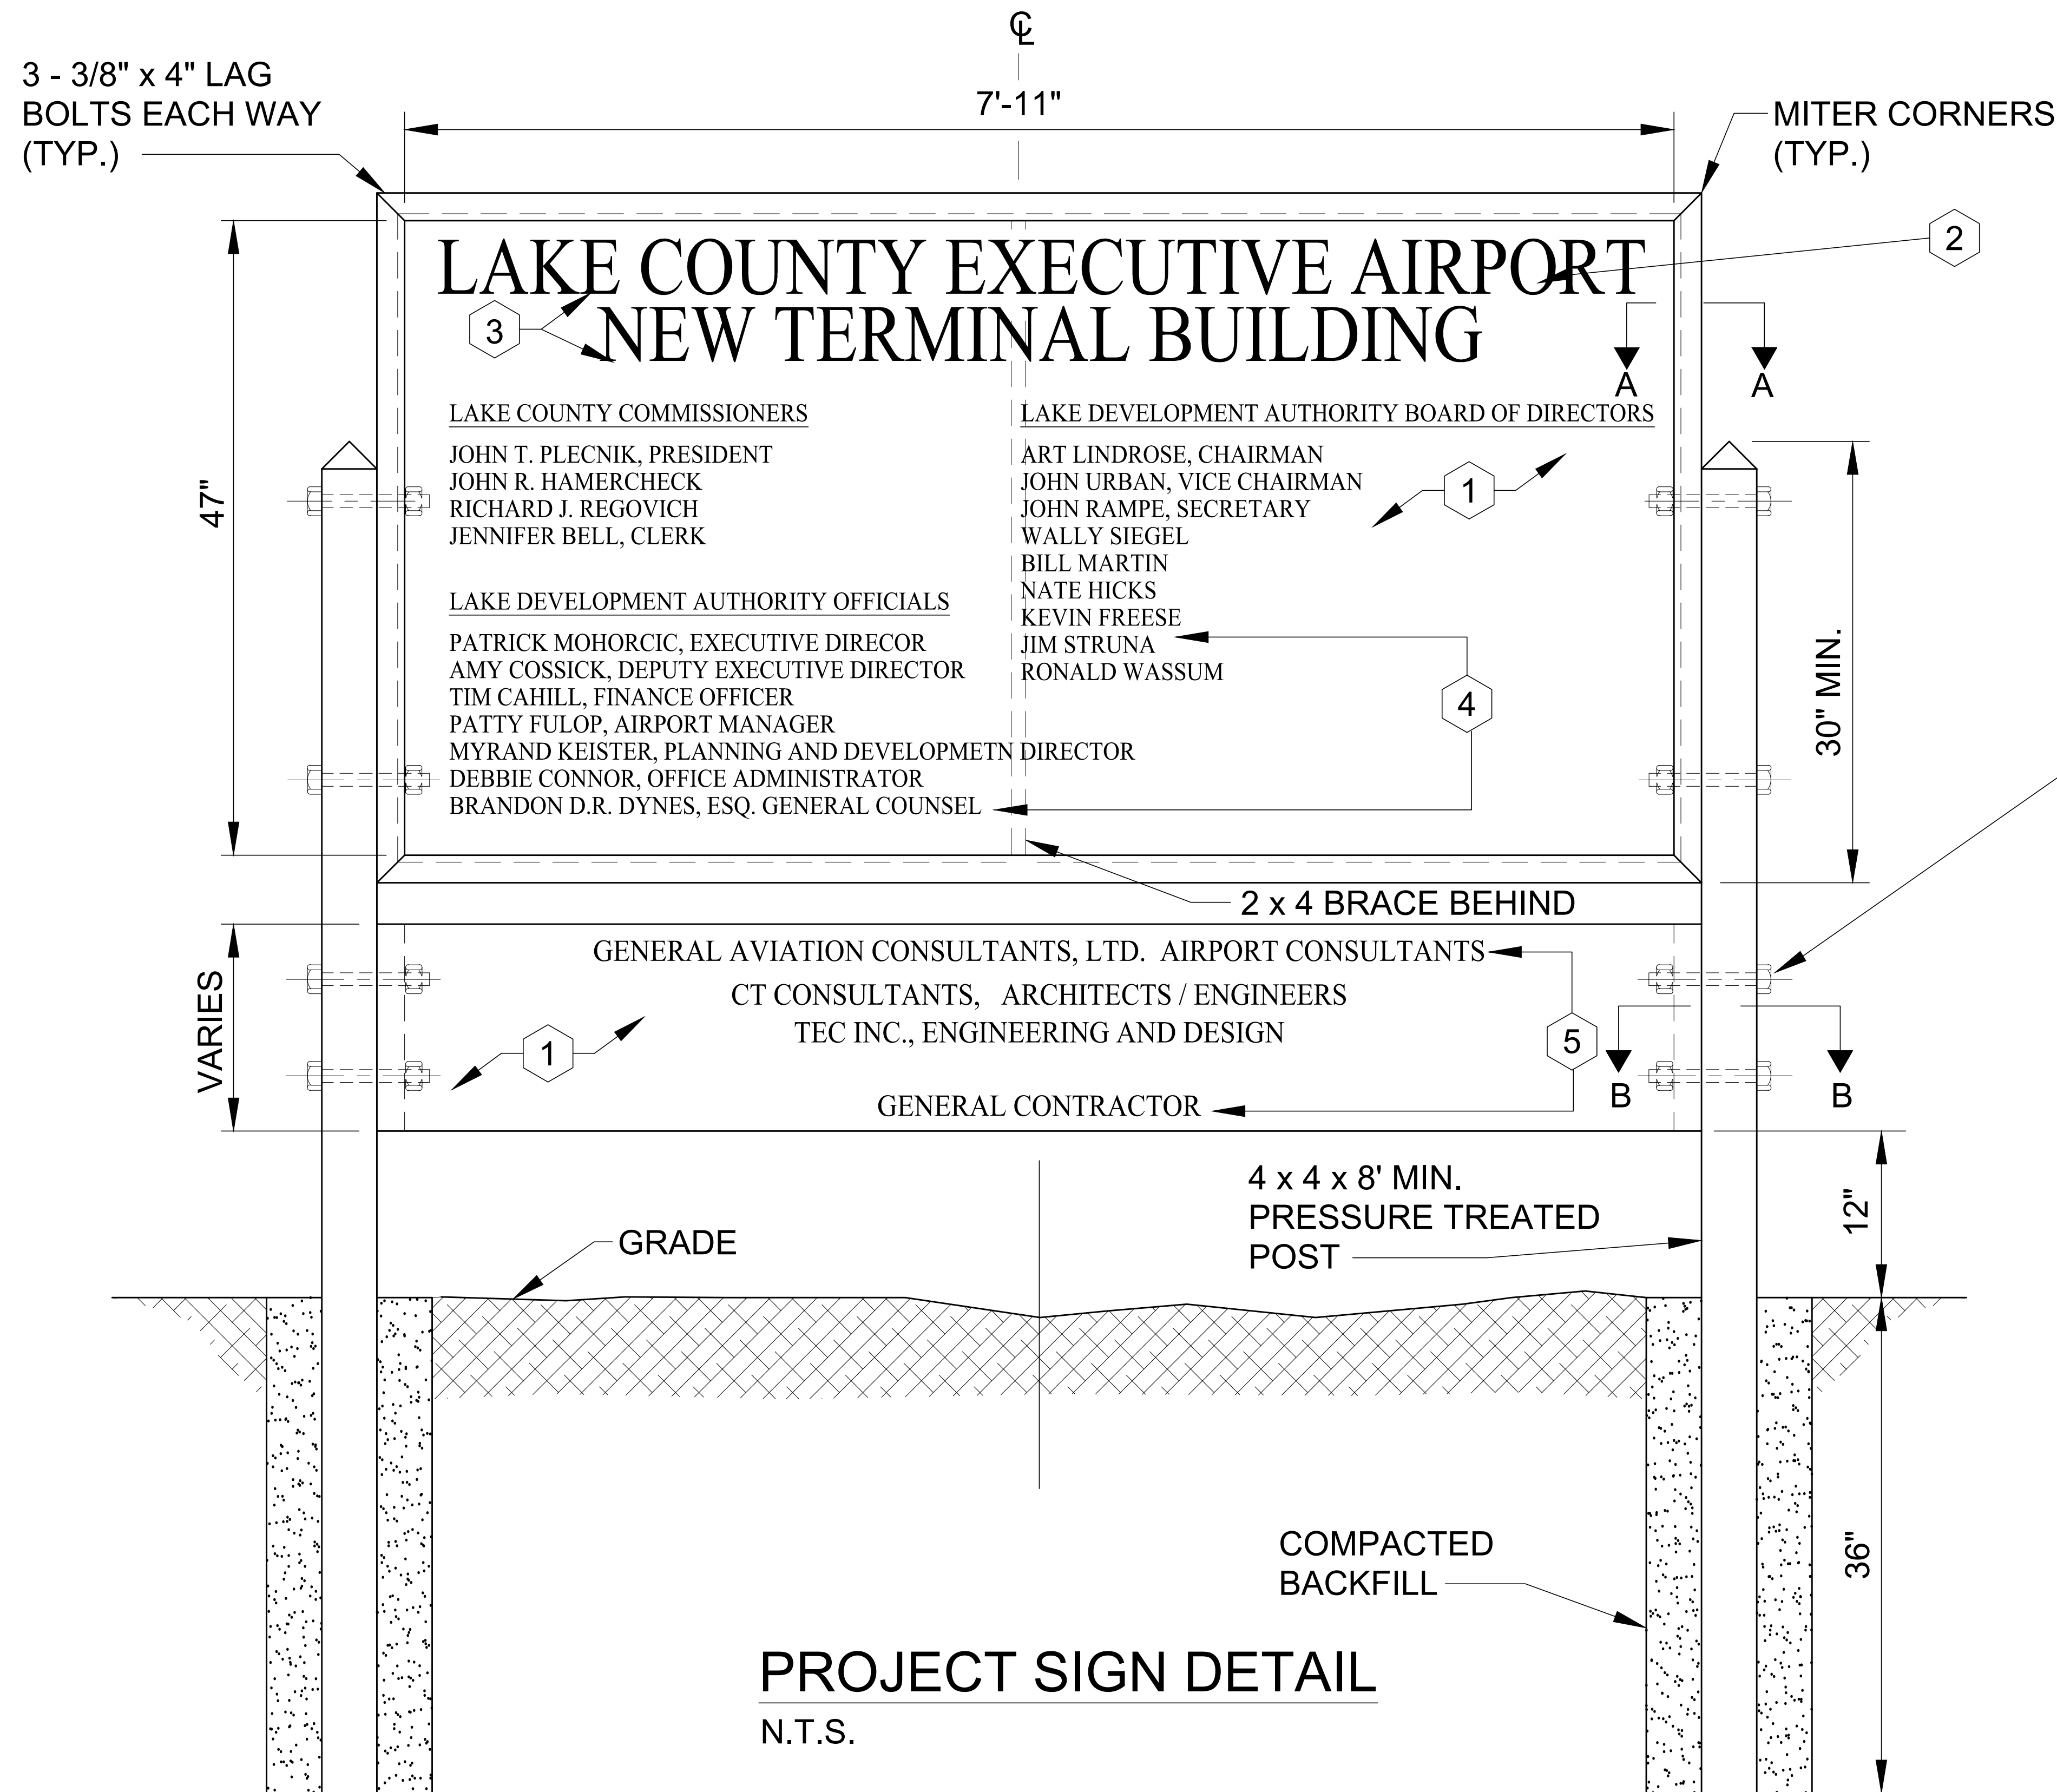 ℄
3 - 3/8" x 4" LAG
BOLTS EACH WAY
(TYP.)
7'-11"
MITER CORNERS
(TYP.)
2
LAKE COUNTY EXECUTIVE AIRPORT
NEW TERMINAL BUILDING
3
A A
47"
LAKE COUNTY COMMISSIONERS
JOHN T. PLECNIK, PRESIDENT
JOHN R. HAMERCHECK
RICHARD J. REGOVICH
JENNIFER BELL, CLERK
LAKE DEVELOPMENT AUTHORITY OFFICIALS
PATRICK MOHORCIC, EXECUTIVE DIRECOR
AMY COSSICK, DEPUTY EXECUTIVE DIRECTOR
TIM CAHILL, FINANCE OFFICER
PATTY FULOP, AIRPORT MANAGER
MYRAND KEISTER, PLANNING AND DEVELOPMETN DIRECTOR
DEBBIE CONNOR, OFFICE ADMINISTRATOR
BRANDON D.R. DYNES, ESQ. GENERAL COUNSEL
LAKE DEVELOPMENT AUTHORITY BOARD OF DIRECTORS
ART LINDROSE, CHAIRMAN
JOHN URBAN, VICE CHAIRMAN
JOHN RAMPE, SECRETARY
WALLY SIEGEL
BILL MARTIN
NATE HICKS
KEVIN FREESE
JIM STRUNA
RONALD WASSUM
1
4
30" MIN.
2 x 4 BRACE BEHIND
VARIES
GENERAL AVIATION CONSULTANTS, LTD. AIRPORT CONSULTANTS
CT CONSULTANTS, ARCHITECTS / ENGINEERS
TEC INC., ENGINEERING AND DESIGN
1
5
GENERAL CONTRACTOR
B B
4 x 4 x 8' MIN.
PRESSURE TREATED
POST
12"
GRADE
COMPACTED
BACKFILL
36"
PROJECT SIGN DETAIL
N.T.S.